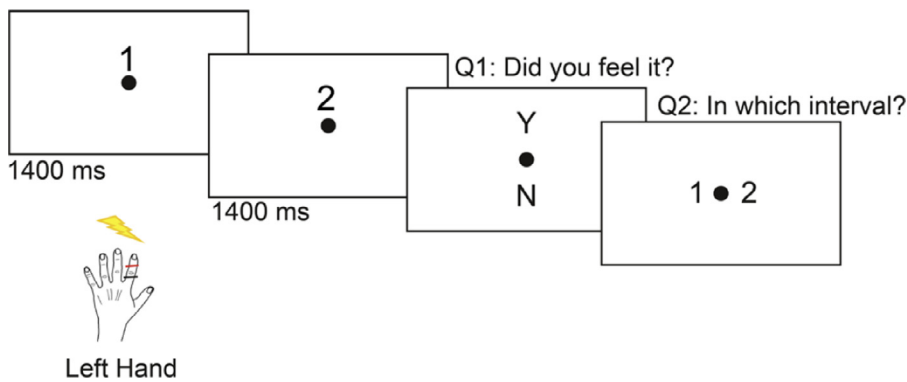 1
1400 ms
2
1400 ms
Q1: Did you feel it?
Y
N
Q2: In which interval?
1 2
Left Hand